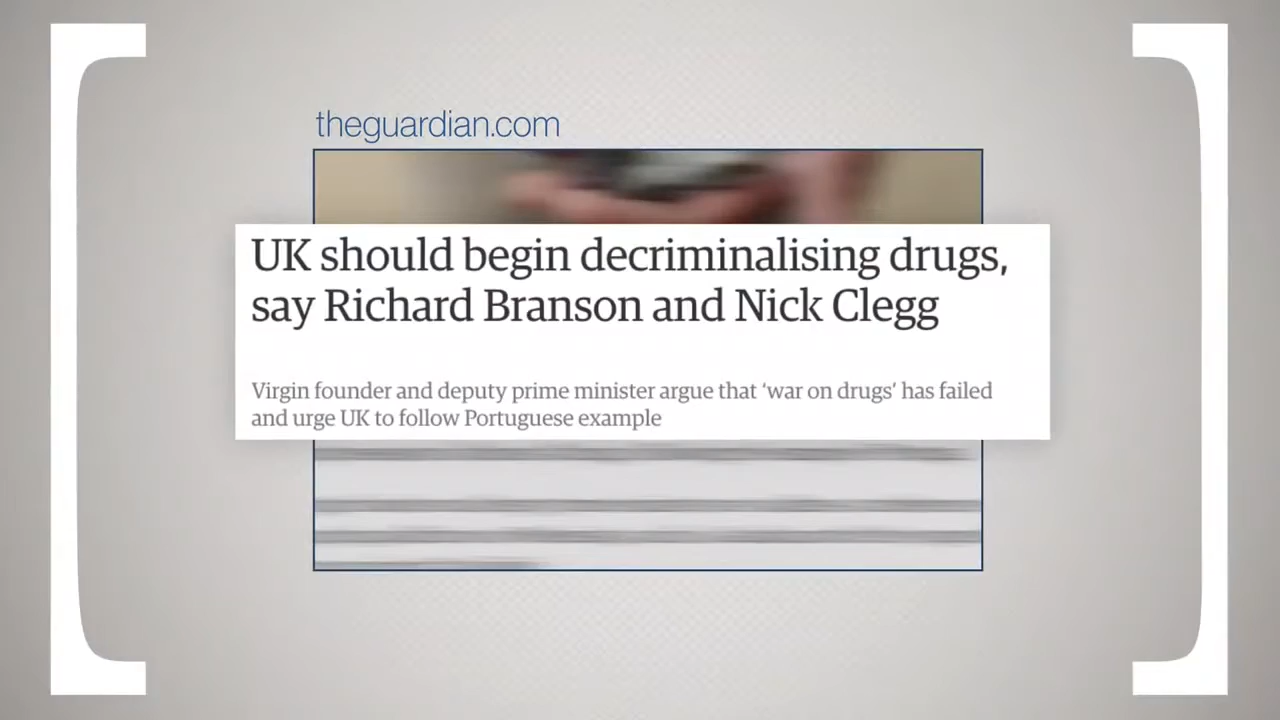 theguardian.com
UK should begin decriminalising drugs,
say Richard Branson and Nick Clegg
Virgin founder and deputy prime minister argue that ‘war on drugs’ has failed
and urge UK to follow Portuguese example